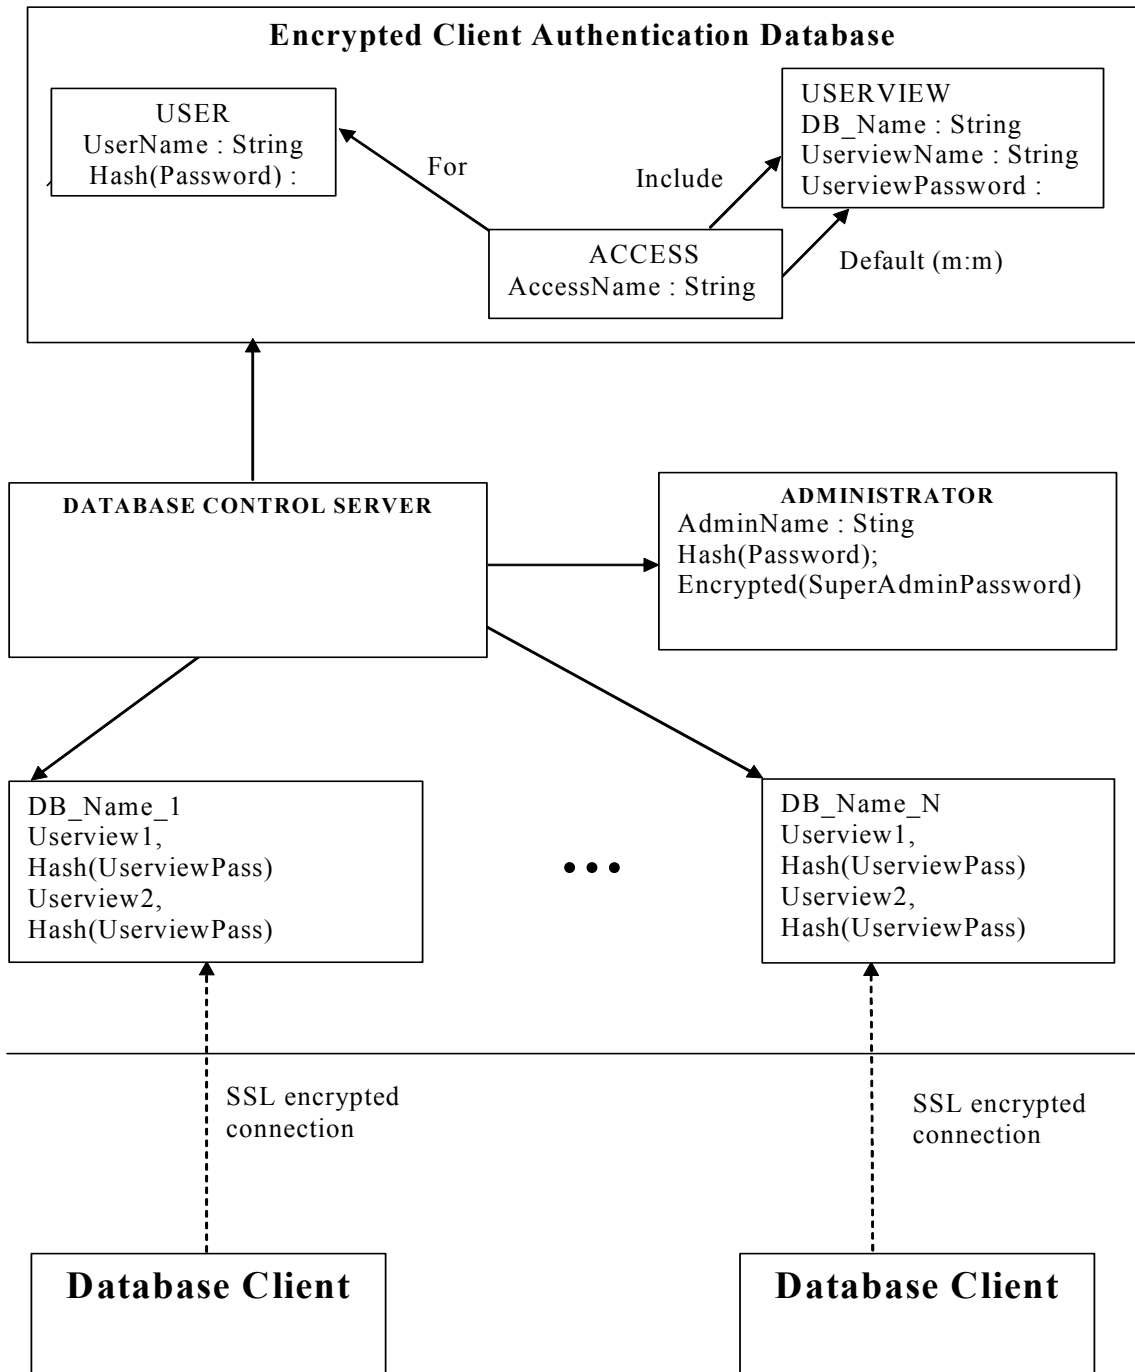 Encrypted Client Authentication Database
USER
UserName : String
Hash(Password) :
For
Include
USERVIEW
DB_Name : String
UserviewName : String
UserviewPassword :
ACCESS
AccessName : String
Default (m:m)
DATABASE CONTROL SERVER
ADMINISTRATOR
AdminName : Sting
Hash(Password);
Encrypted(SuperAdminPassword)
DB_Name_1
Userview1,
Hash(UserviewPass)
Userview2,
Hash(UserviewPass)
DB_Name_N
Userview1,
Hash(UserviewPass)
Userview2,
Hash(UserviewPass)
SSL encrypted
connection
SSL encrypted
connection
Database Client
Database Client